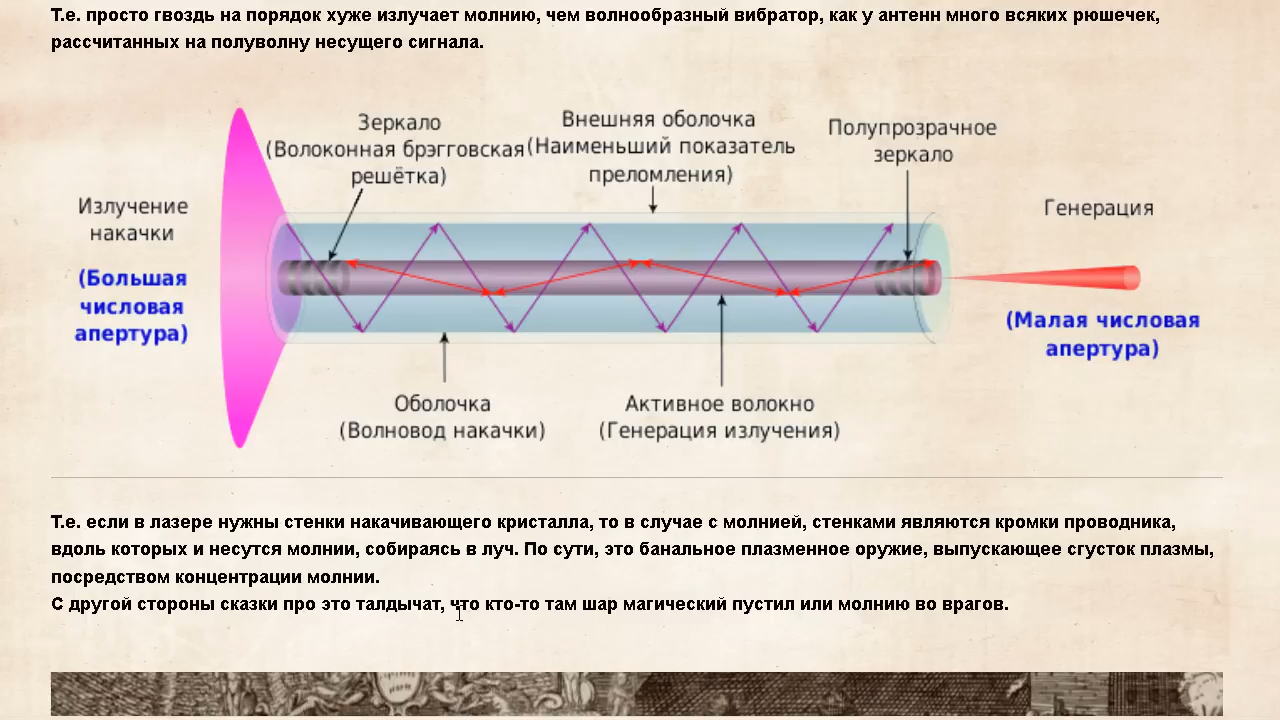 Т.е. просто гвоздь на порядок хуже излучает молнию, чем волнообразный вибратор, как у антенн много всяких рюшечек,
рассчитанных на полуволну несущего сигнала.
Зеркало
(Волоконная брэгговская
решётка)
Внешняя оболочка
(Наименьший показатель
преломления)
Полупрозрачное
зеркало
Излучение
накачки
(Большая
числовая
апертура)
Генерация
(Малая числовая
апертура)
Оболочка
(Волновод накачки)
Активное волокно
(Генерация излучения)
Т.е. если в лазере нужны стенки накачивающего кристалла, то в случае с молнией, стенками являются кромки проводника,
вдоль которых и несутся молнии, собираясь в луч. По сути, это банальное плазменное оружие, выпускающее сгусток плазмы,
посредством концентрации молнии.
С другой стороны сказки про это талдычат, что кто-то там шар магический пустил или молнию во врагов.